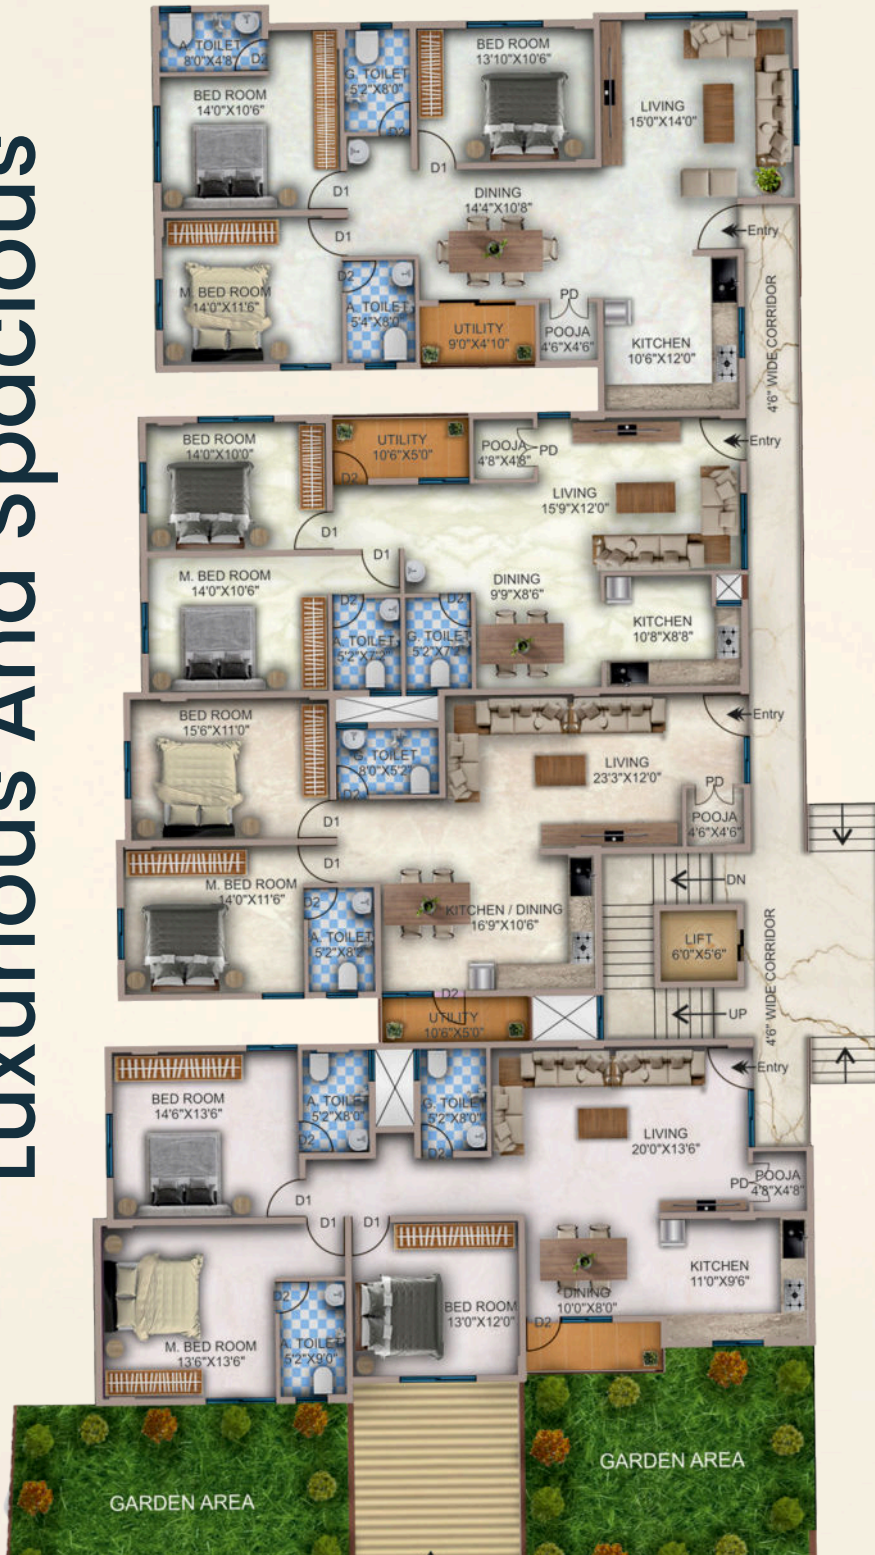 Luxurious And Spacious
A. TOILET
8'0"X4'8"
D2
BED ROOM
14'0"X10'6"
G. TOILET
5'2"X8'0"
D2
BED ROOM
13'10"X10'6"
LIVING
15'0"X14'0"
D1
D1
DINING
14'4"X10'8"
D1
Entry
M. BED ROOM
14'0"X11'6"
D2
A. TOILET
5'4"X8'0"
UTILITY
9'0"X4'10"
PD
POOJA
4'6"X4'6"
KITCHEN
10'6"X12'0"
4'6" WIDE CORRIDOR
BED ROOM
14'0"X10'0"
UTILITY
10'6"X5'0"
D2
POOJA
4'8"X4'8"
PD
Entry
LIVING
15'9"X12'0"
D1
D1
M. BED ROOM
14'0"X10'6"
DINING
9'9"X8'6"
D2
A. TOILET
5'2"X7'2"
D2
G. TOILET
5'2"X7'2"
KITCHEN
10'8"X8'8"
BED ROOM
15'6"X11'0"
Entry
G. TOILET
8'0"X5'2"
D2
LIVING
23'3"X12'0"
PD
POOJA
4'6"X4'6"
D1
D1
M. BED ROOM
14'0"X11'6"
D2
A. TOILET
5'2"X8'2"
KITCHEN / DINING
16'9"X10'6"
DN
LIFT
6'0"X5'6"
4'6" WIDE CORRIDOR
D2
UTILITY
10'6"X5'0"
UP
BED ROOM
14'6"X13'6"
A. TOILET
5'2"X8'0"
D2
G. TOILET
5'2"X8'0"
D2
Entry
LIVING
20'0"X13'6"
PD
POOJA
4'8"X4'8"
D1
D1
D1
M. BED ROOM
13'6"X13'6"
D2
A. TOILET
5'2"X9'0"
BED ROOM
13'0"X12'0"
DINING
10'0"X8'0"
D2
KITCHEN
11'0"X9'6"
GARDEN AREA
GARDEN AREA